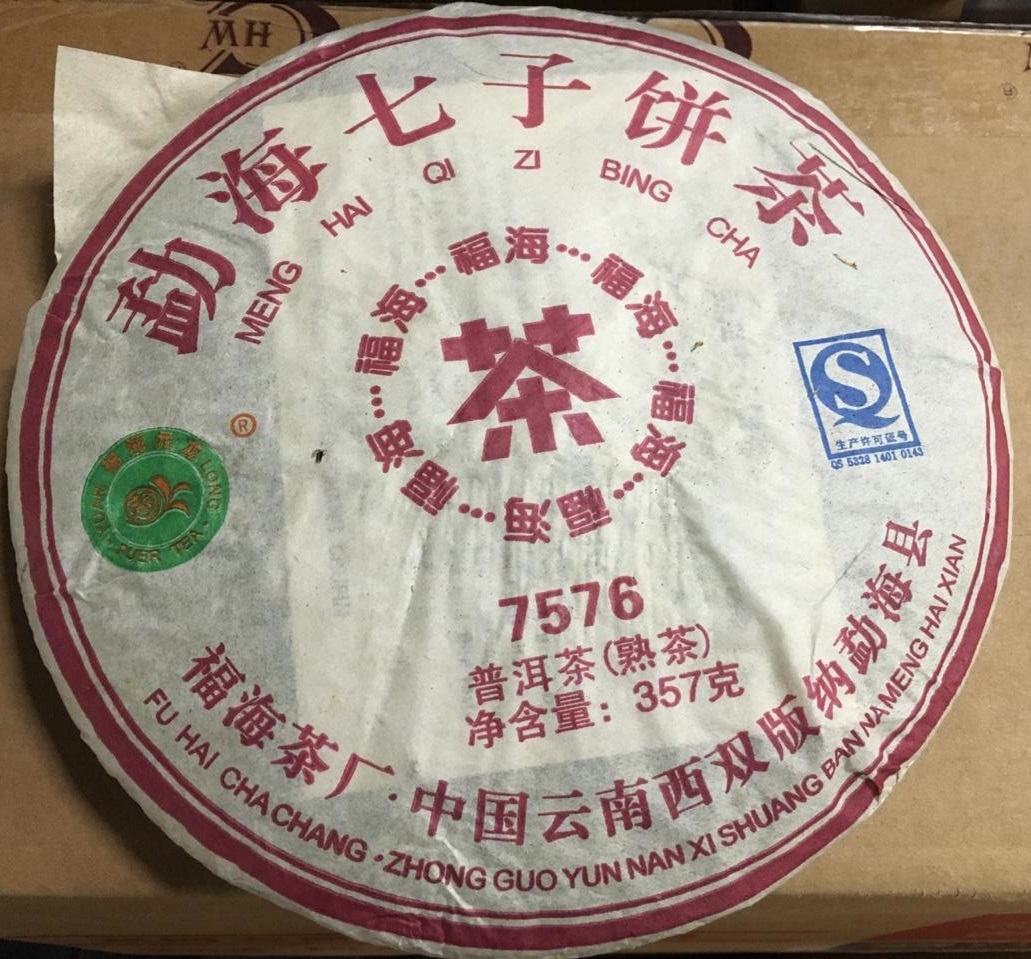 HW
勐海七子饼茶
MENG HAI QI ZI BING CHA
福海…福海…福海…福海…福海…福海…
茶
®
LONG
PUER TEA
S
生产许可证号
QS 5328 1401 0143
7576
普洱茶(熟茶)
净含量: 357克
福海茶厂·中国云南西双版纳勐海县
FU HAI CHA CHANG·ZHONG GUO YUN NAN XI SHUANG BAN NA MENG HAI XIAN